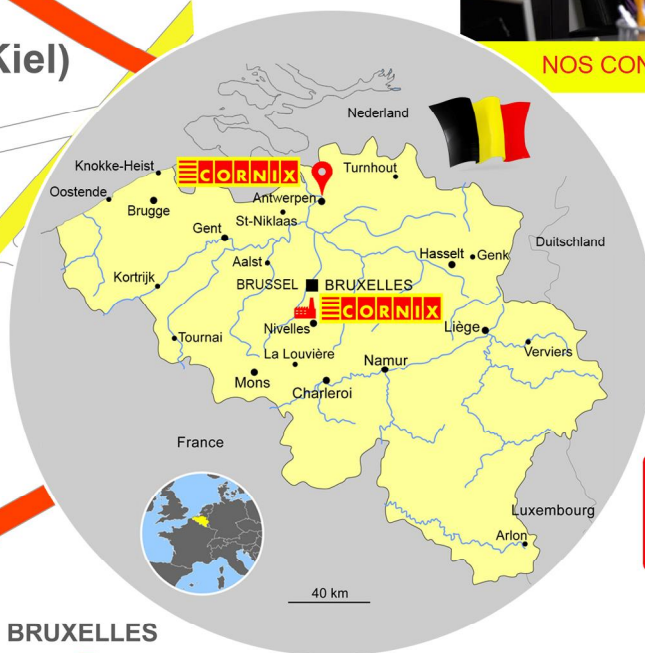 Kiel)
NOS CON
Nederland
Knokke-Heist
CORNIX
Turnhout
Oostende
Antwerpen
Brugge
St-Niklaas
Gent
Duitschland
Aalst
Hasselt
Genk
Kortrijk
BRUSSEL
BRUXELLES
CORNIX
Nivelles
Liège
Tournai
La Louvière
Namur
Verviers
Mons
Charleroi
France
Luxembourg
Arlon
40 km
BRUXELLES